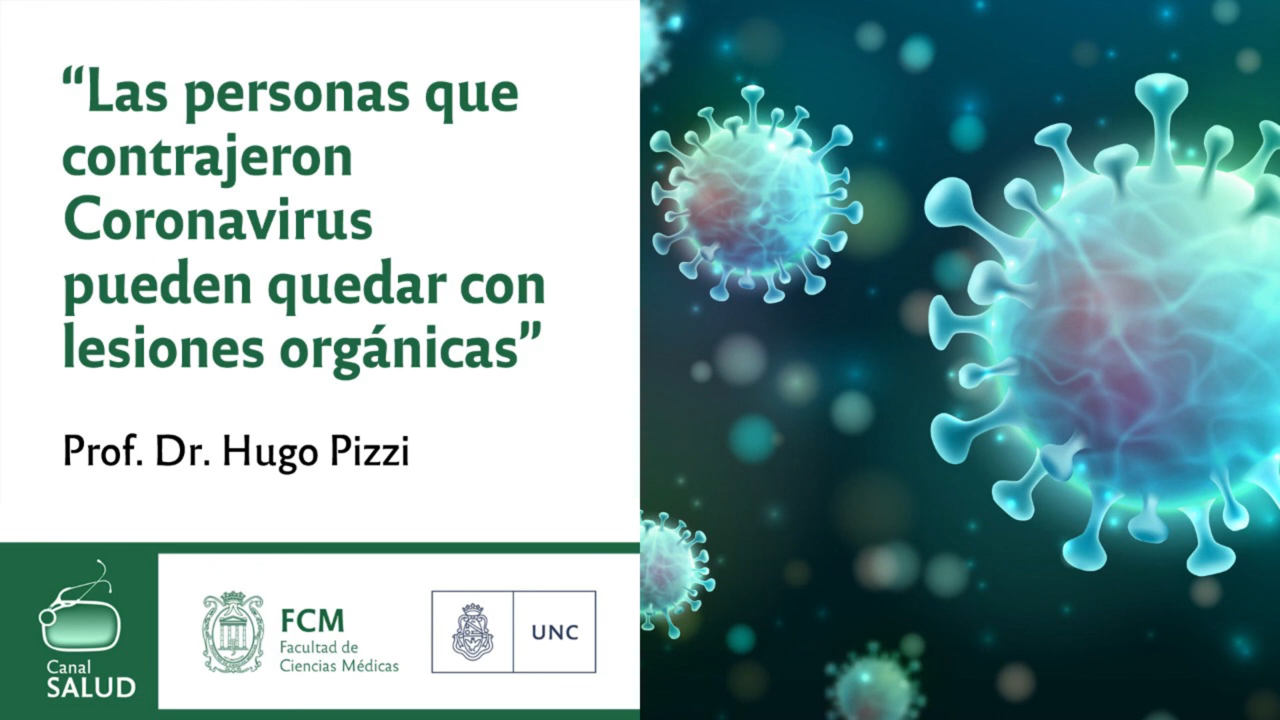 “Las personas que
contrajeron
Coronavirus
pueden quedar con
lesiones orgánicas”
Prof. Dr. Hugo Pizzi
Canal
SALUD
FCM
Facultad de
Ciencias Médicas
UNC